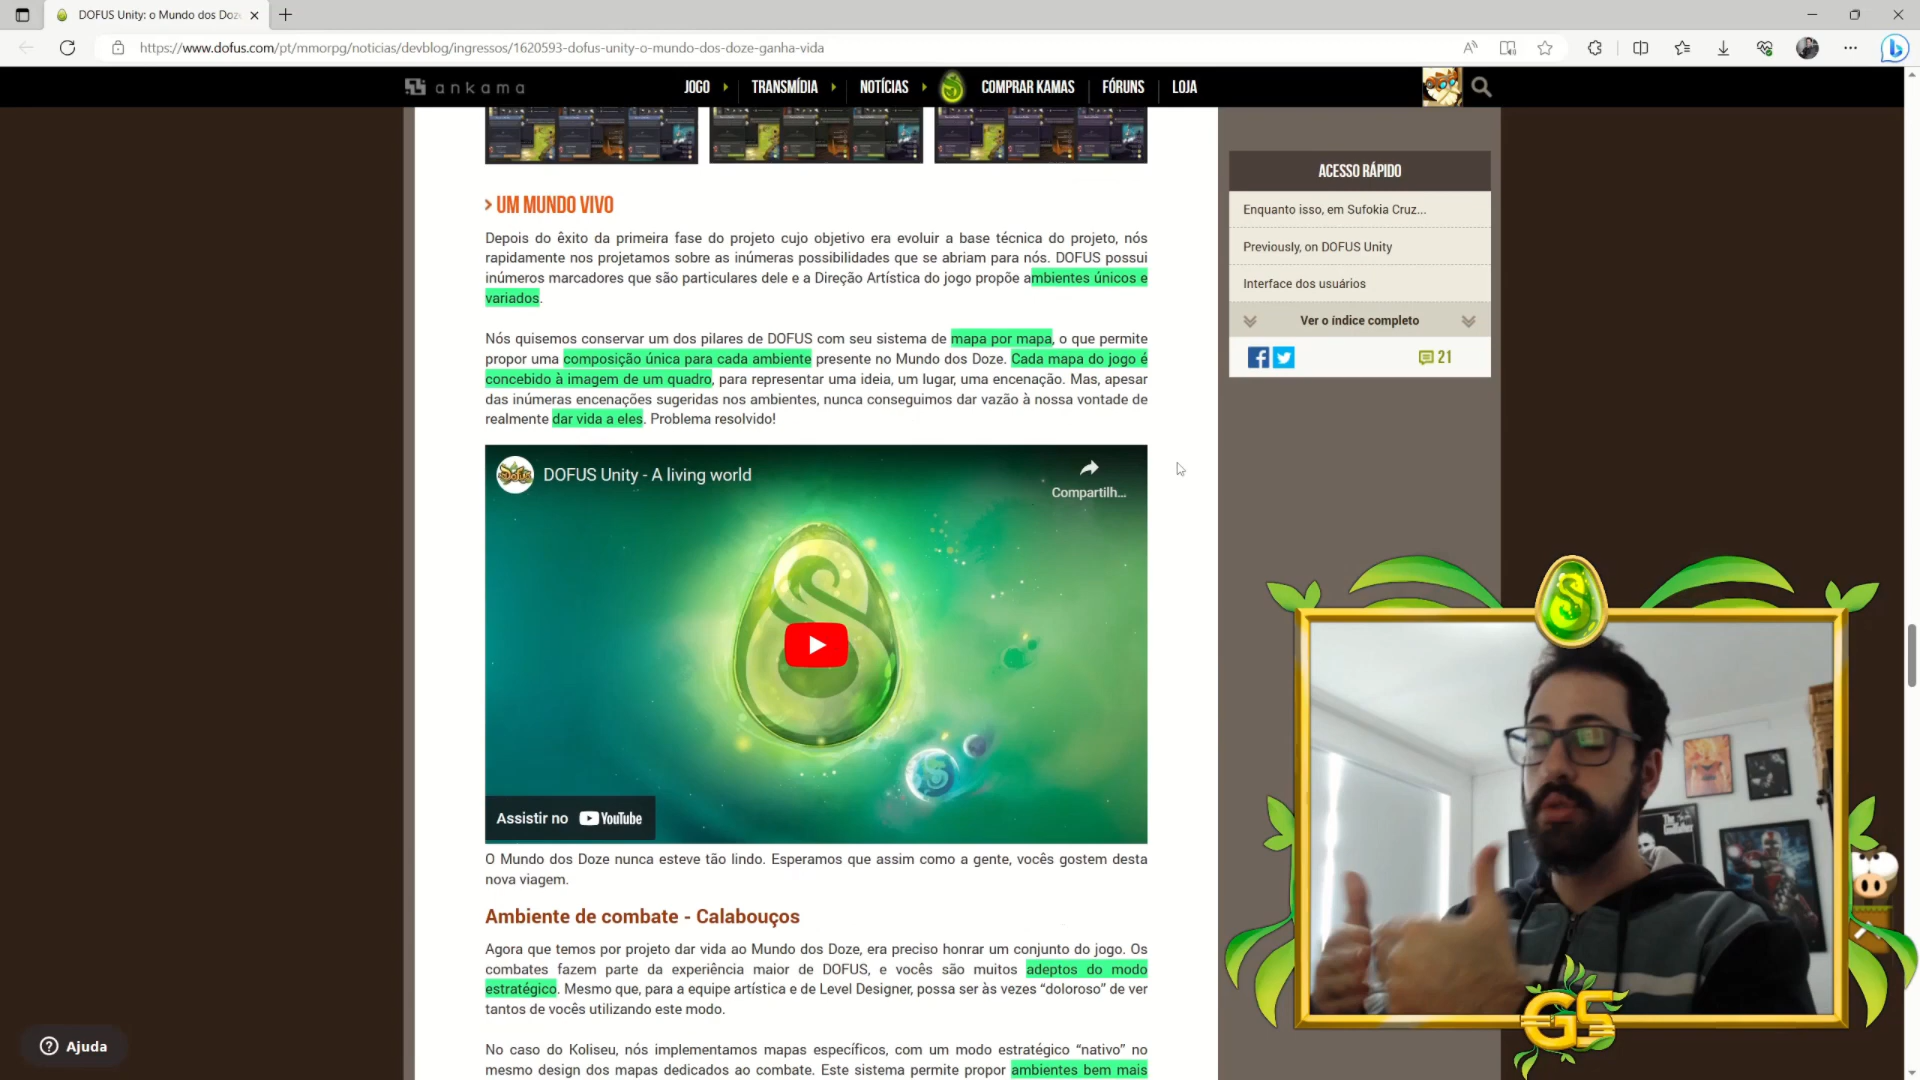 DOFUS Unity: o Mundo dos Doz
https://www.dofus.com/pt/mmorpg/noticias/devblog/ingressos/1620593-dofus-unity-o-mundo-dos-doze-ganha-vida
ankama
JOGO
TRANSMÍDIA
NOTÍCIAS
COMPRAR KAMAS
FÓRUNS
LOJA
> UM MUNDO VIVO
Depois do êxito da primeira fase do projeto cujo objetivo era evoluir a base técnica do projeto, nós
rapidamente nos projetamos sobre as inúmeras possibilidades que se abriam para nós. DOFUS possui
inúmeros marcadores que são particulares dele e a Direção Artística do jogo propõe ambientes únicos e
variados.
Nós quisemos conservar um dos pilares de DOFUS com seu sistema de mapa por mapa, o que permite
propor uma composição única para cada ambiente presente no Mundo dos Doze. Cada mapa do jogo é
concebido à imagem de um quadro, para representar uma ideia, um lugar, uma encenação. Mas, apesar
das inúmeras encenações sugeridas nos ambientes, nunca conseguimos dar vazão à nossa vontade de
realmente dar vida a eles. Problema resolvido!
DOFUS Unity - A living world
Compartilh...
Assistir no YouTube
O Mundo dos Doze nunca esteve tão lindo. Esperamos que assim como a gente, vocês gostem desta
nova viagem.
Ambiente de combate - Calabouços
Agora que temos por projeto dar vida ao Mundo dos Doze, era preciso honrar um conjunto do jogo. Os
combates fazem parte da experiência maior de DOFUS, e vocês são muitos adeptos do modo
estratégico. Mesmo que, para a equipe artística e de Level Designer, possa ser às vezes “doloroso” de ver
tantos de vocês utilizando este modo.
No caso do Koliseu, nós implementamos mapas específicos, com um modo estratégico “nativo” no
mesmo design dos mapas dedicados ao combate. Este sistema permite propor ambientes bem mais
ACESSO RÁPIDO
Enquanto isso, em Sufokia Cruz...
Previously, on DOFUS Unity
Interface dos usuários
Ver o índice completo
21
Ajuda
GS